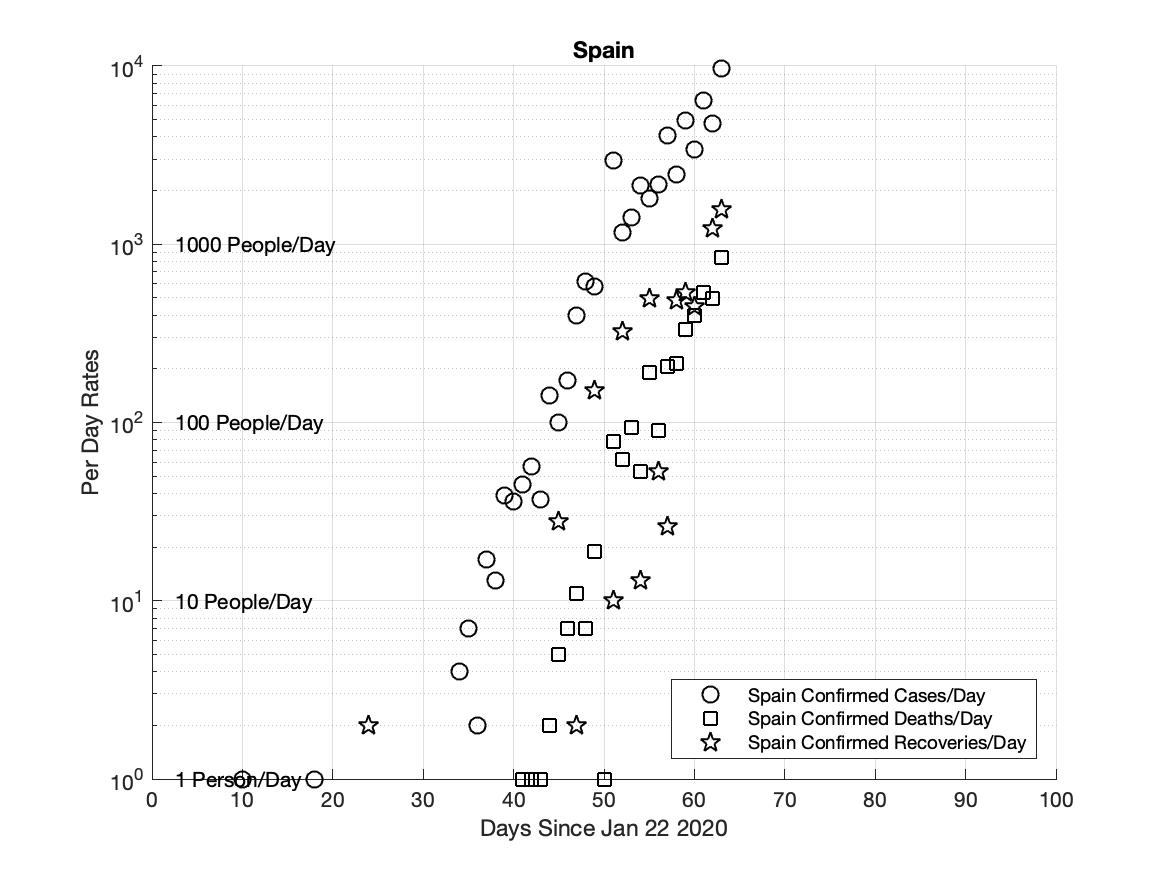 Spain
10^4
10^3
1000 People/Day
10^2
100 People/Day
10^1
10 People/Day
10^0
1 Person/Day
Per Day Rates
Spain Confirmed Cases/Day
Spain Confirmed Deaths/Day
Spain Confirmed Recoveries/Day
0 10 20 30 40 50 60 70 80 90 100
Days Since Jan 22 2020